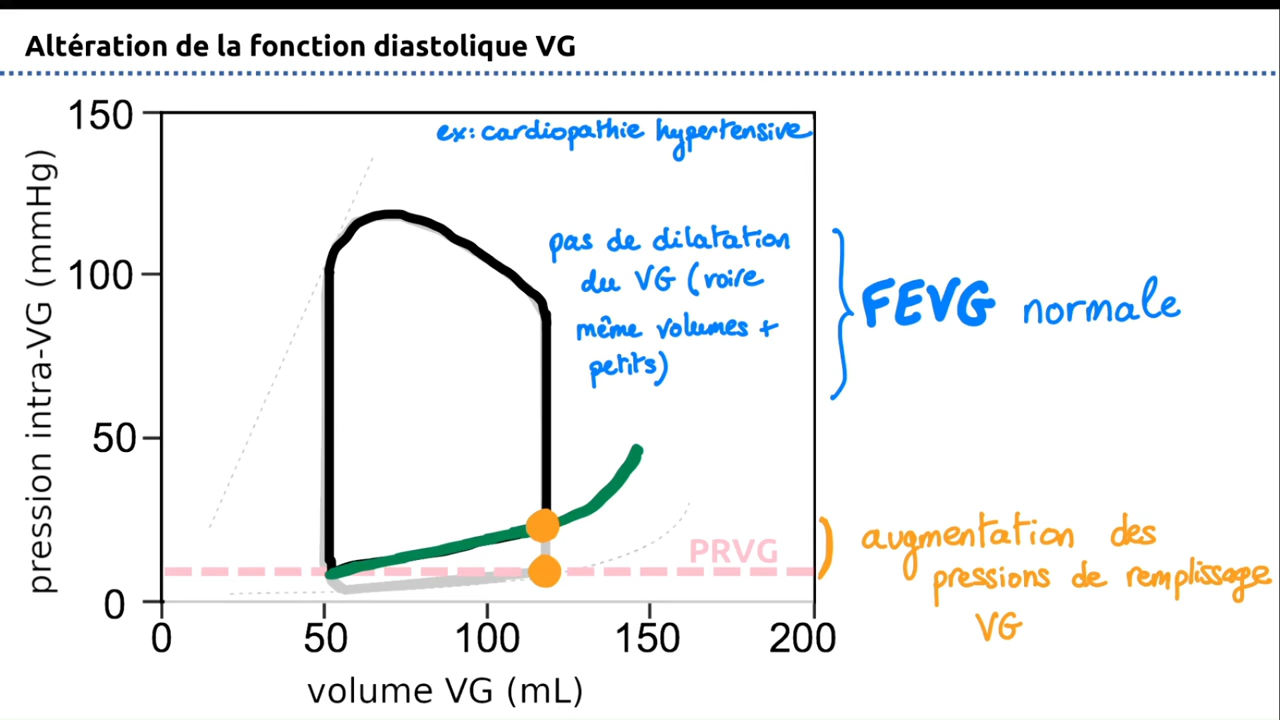 Altération de la fonction diastolique VG
150
ex: cardiopathie hypertensive
pas de dilatation
du VG (voire
même volumes +
petits)
FEVG normale
100
50
PRVG
augmentation des
pressions de remplissage
VG
0
0
50
100
150
200
pression intra-VG (mmHg)
volume VG (mL)